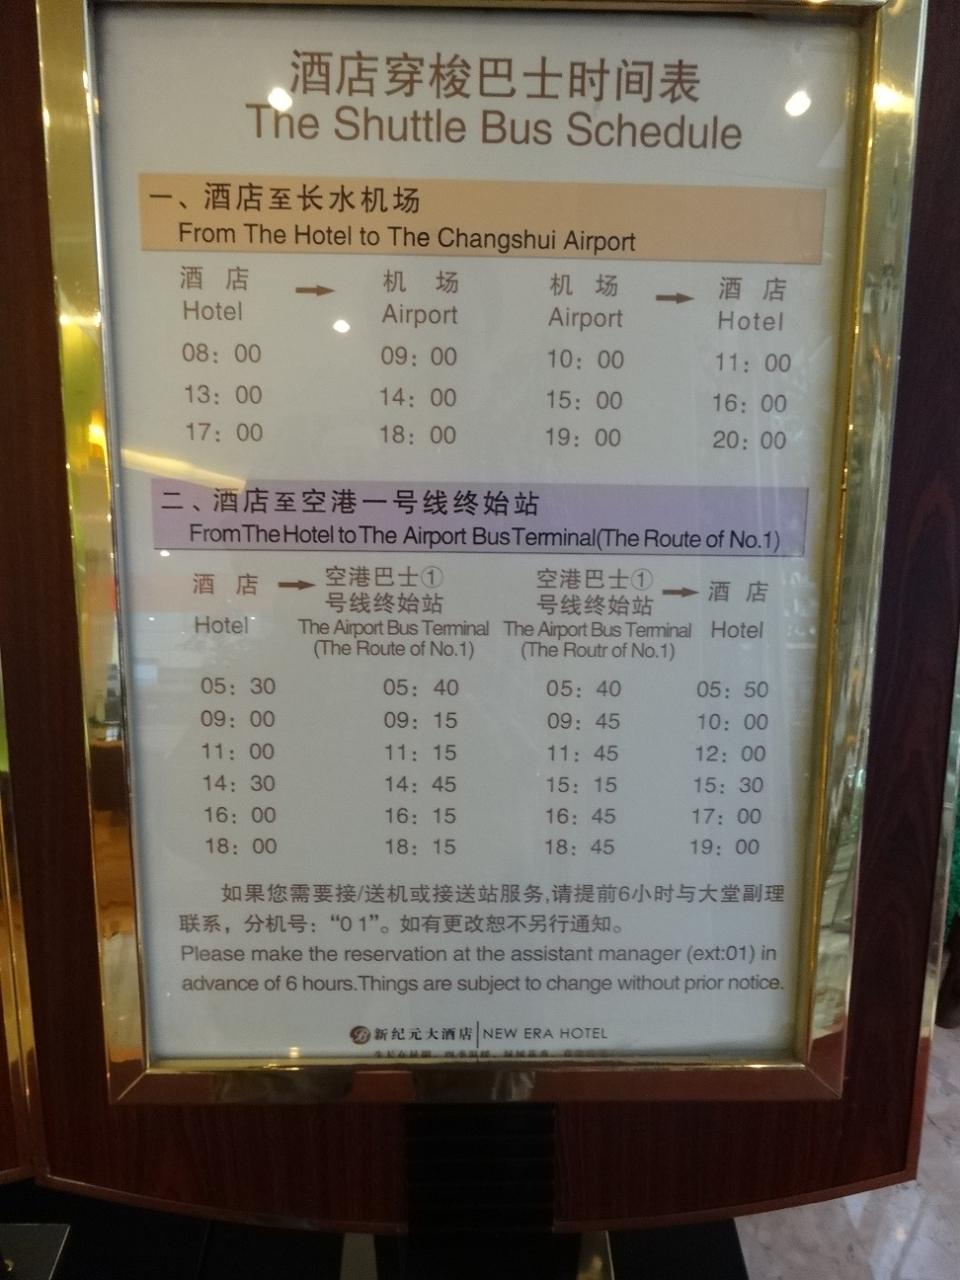 酒店穿梭巴士时间表
The Shuttle Bus Schedule
一、酒店至长水机场
From The Hotel to The Changshui Airport
酒 店 → 机 场 机 场 → 酒 店
Hotel Airport Airport Hotel
08：00 09：00 10：00 11：00
13：00 14：00 15：00 16：00
17：00 18：00 19：00 20：00
二、酒店至空港一号线终始站
From The Hotel to The Airport Bus Terminal(The Route of No.1)
酒 店 → 空港巴士① 空港巴士① → 酒 店
号线终始站 号线终始站
Hotel The Airport Bus Terminal The Airport Bus Terminal Hotel
(The Route of No.1) (The Routr of No.1)
05：30 05：40 05：40 05：50
09：00 09：15 09：45 10：00
11：00 11：15 11：45 12：00
14：30 14：45 15：15 15：30
16：00 16：15 16：45 17：00
18：00 18：15 18：45 19：00
如果您需要接/送机或接送站服务,请提前6小时与大堂副理
联系，分机号：“0 1”。如有更改恕不另行通知。
Please make the reservation at the assistant manager (ext:01) in
advance of 6 hours.Things are subject to change without prior notice.
新纪元大酒店 NEW ERA HOTEL